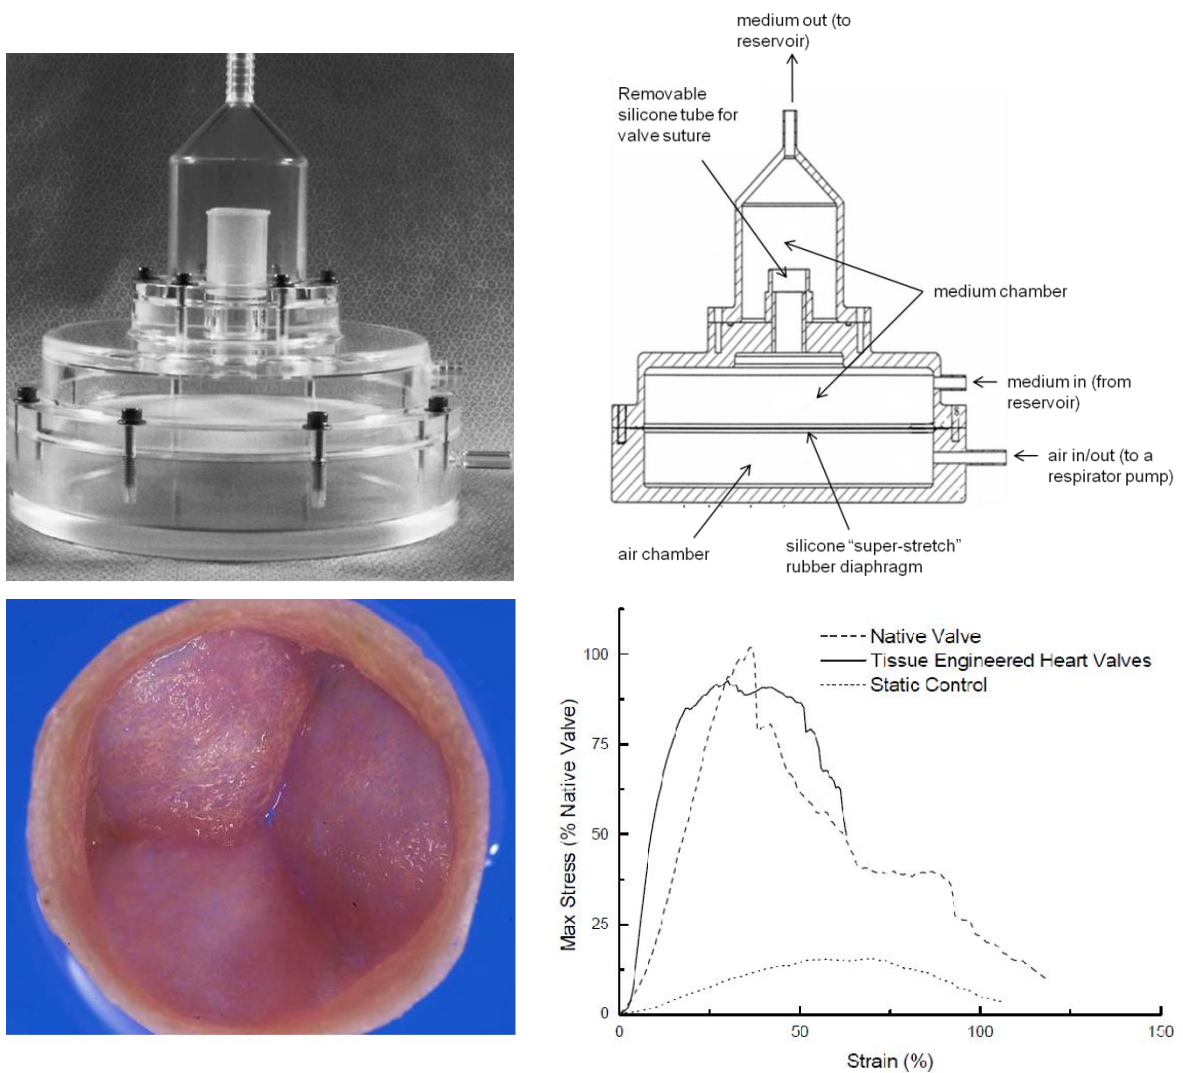 medium out (to
reservoir)
Removable
silicone tube for
valve suture
medium chamber
medium in (from
reservoir)
air in/out (to a
respirator pump)
air chamber
silicone “super-stretch”
rubber diaphragm
Native Valve
Tissue Engineered Heart Valves
Static Control
Max Stress (% Native Valve)
100
75
50
25
0
0
50
100
150
Strain (%)